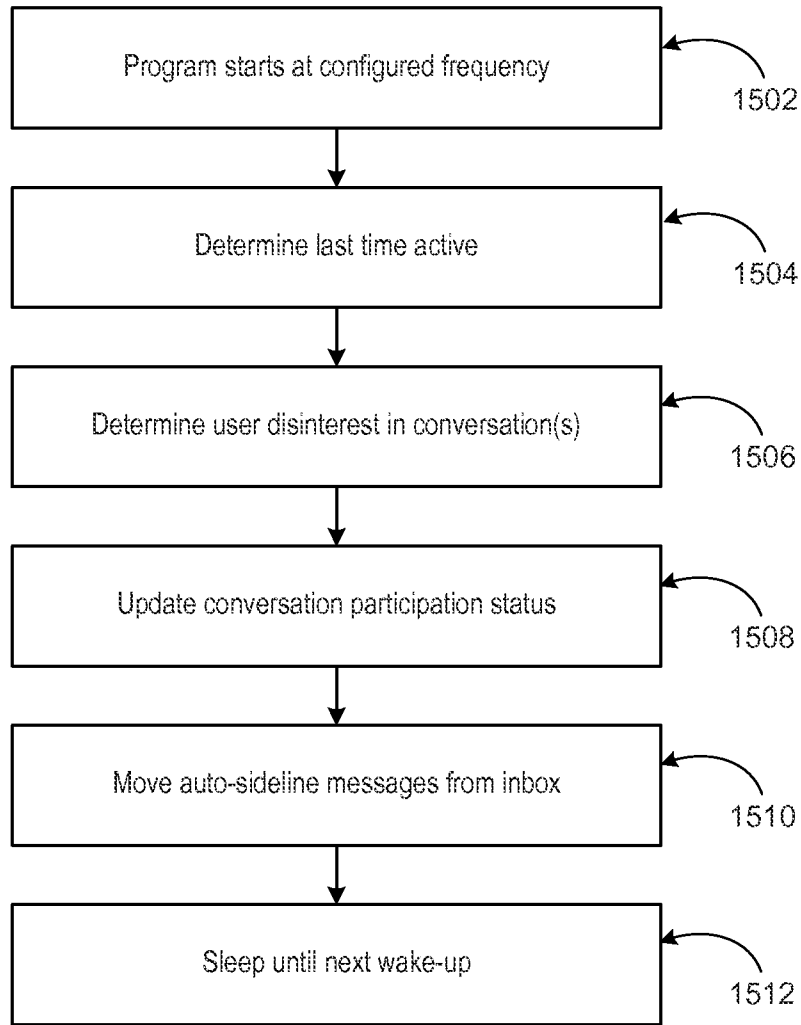 Program starts at configured frequency
1502
Determine last time active
1504
Determine user disinterest in conversation(s)
1506
Update conversation participation status
1508
Move auto-sideline messages from inbox
1510
Sleep until next wake-up
1512